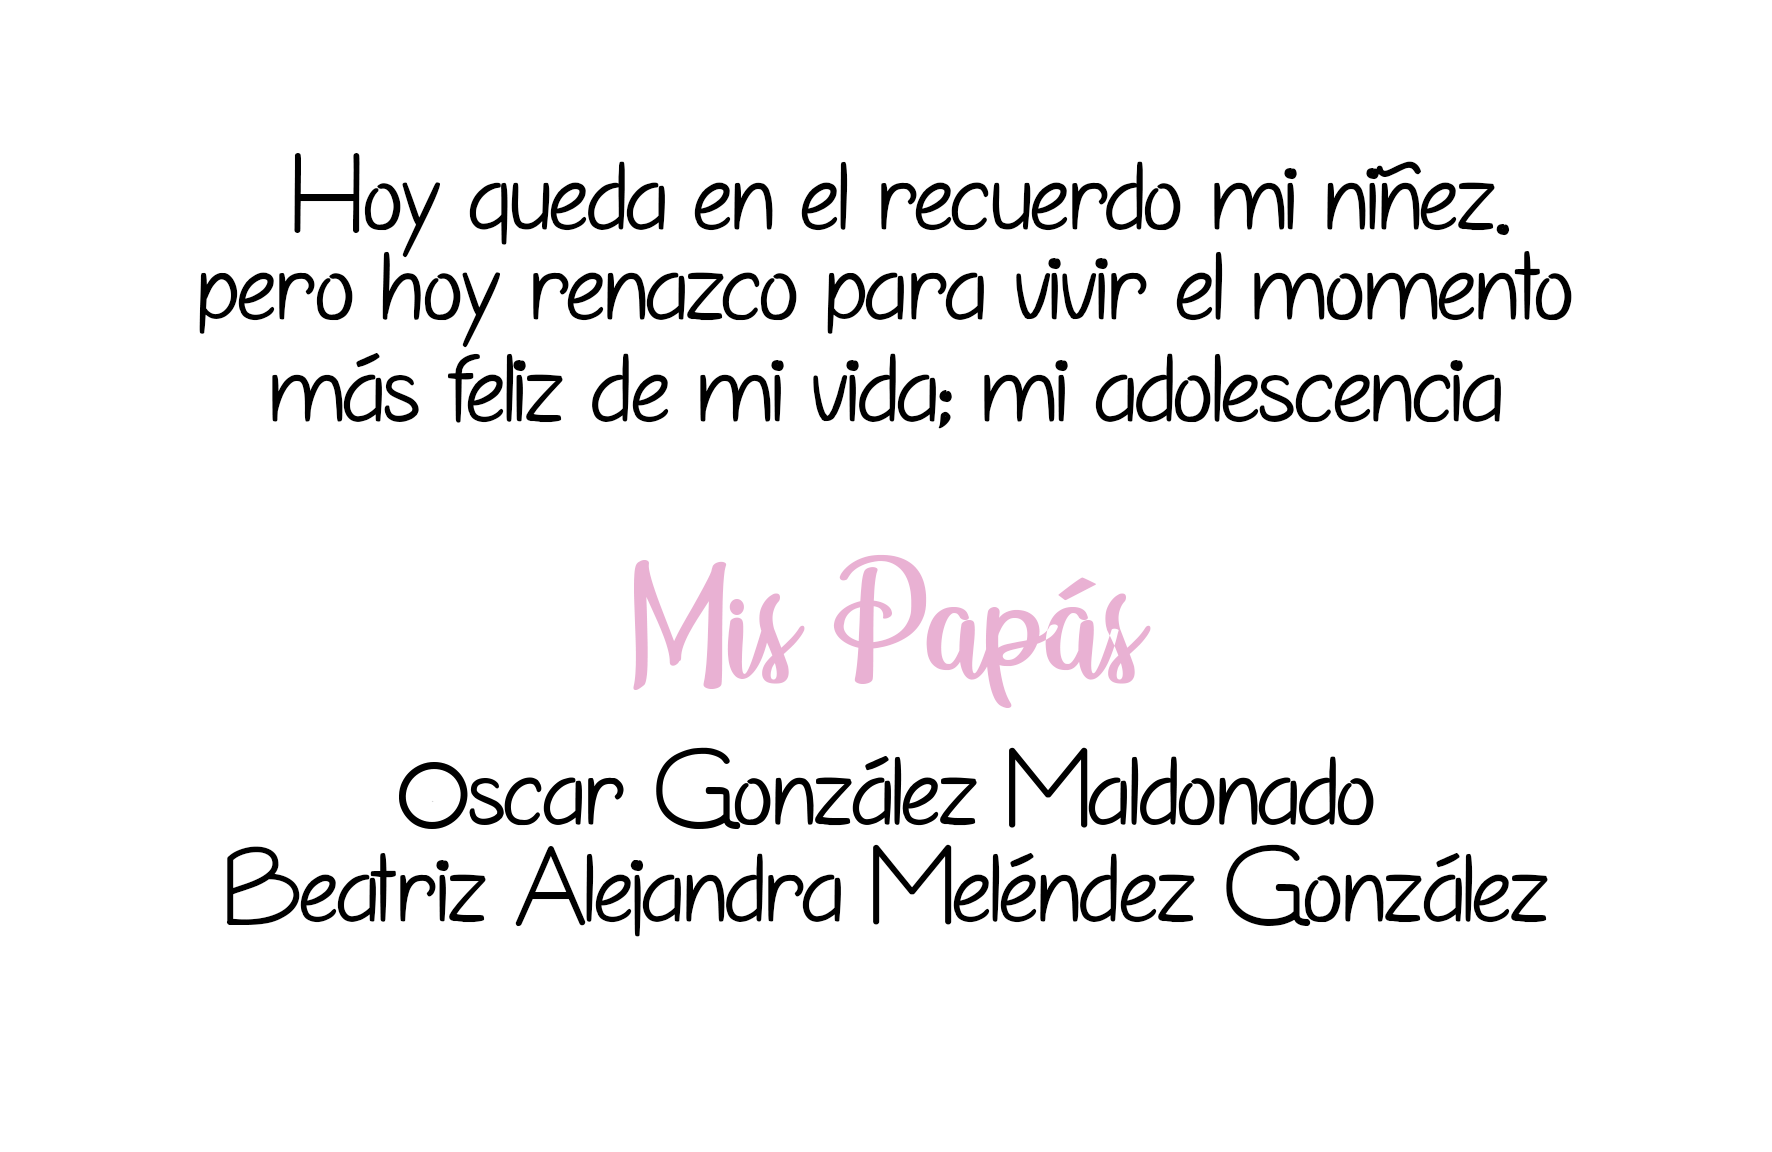 Hoy queda en el recuerdo mi niñez.
pero hoy renazco para vivir el momento
más feliz de mi vida; mi adolescencia
Mis Papás
Oscar González Maldonado
Beatriz Alejandra Meléndez González